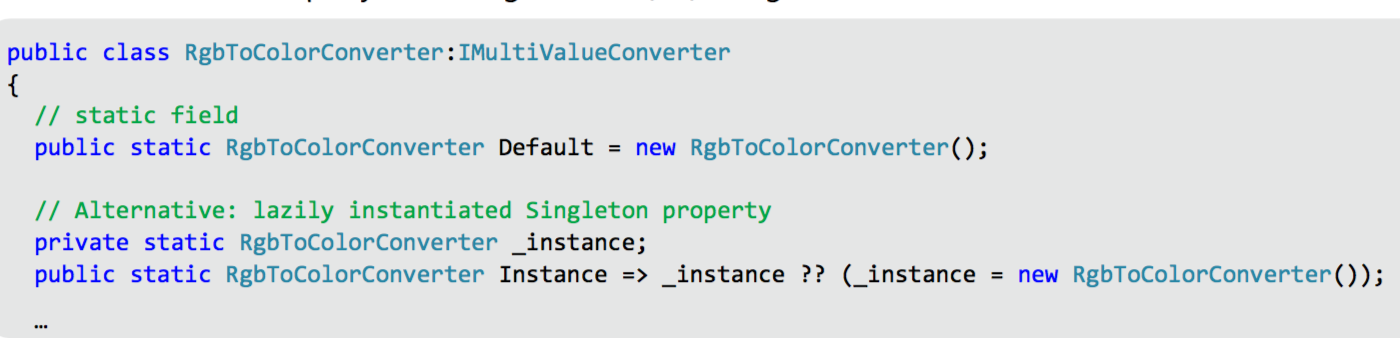 public class RgbToColorConverter:IMultiValueConverter
{
// static field
public static RgbToColorConverter Default = new RgbToColorConverter();
// Alternative: lazily instantiated Singleton property
private static RgbToColorConverter _instance;
public static RgbToColorConverter Instance => _instance ?? (_instance = new RgbToColorConverter());
…